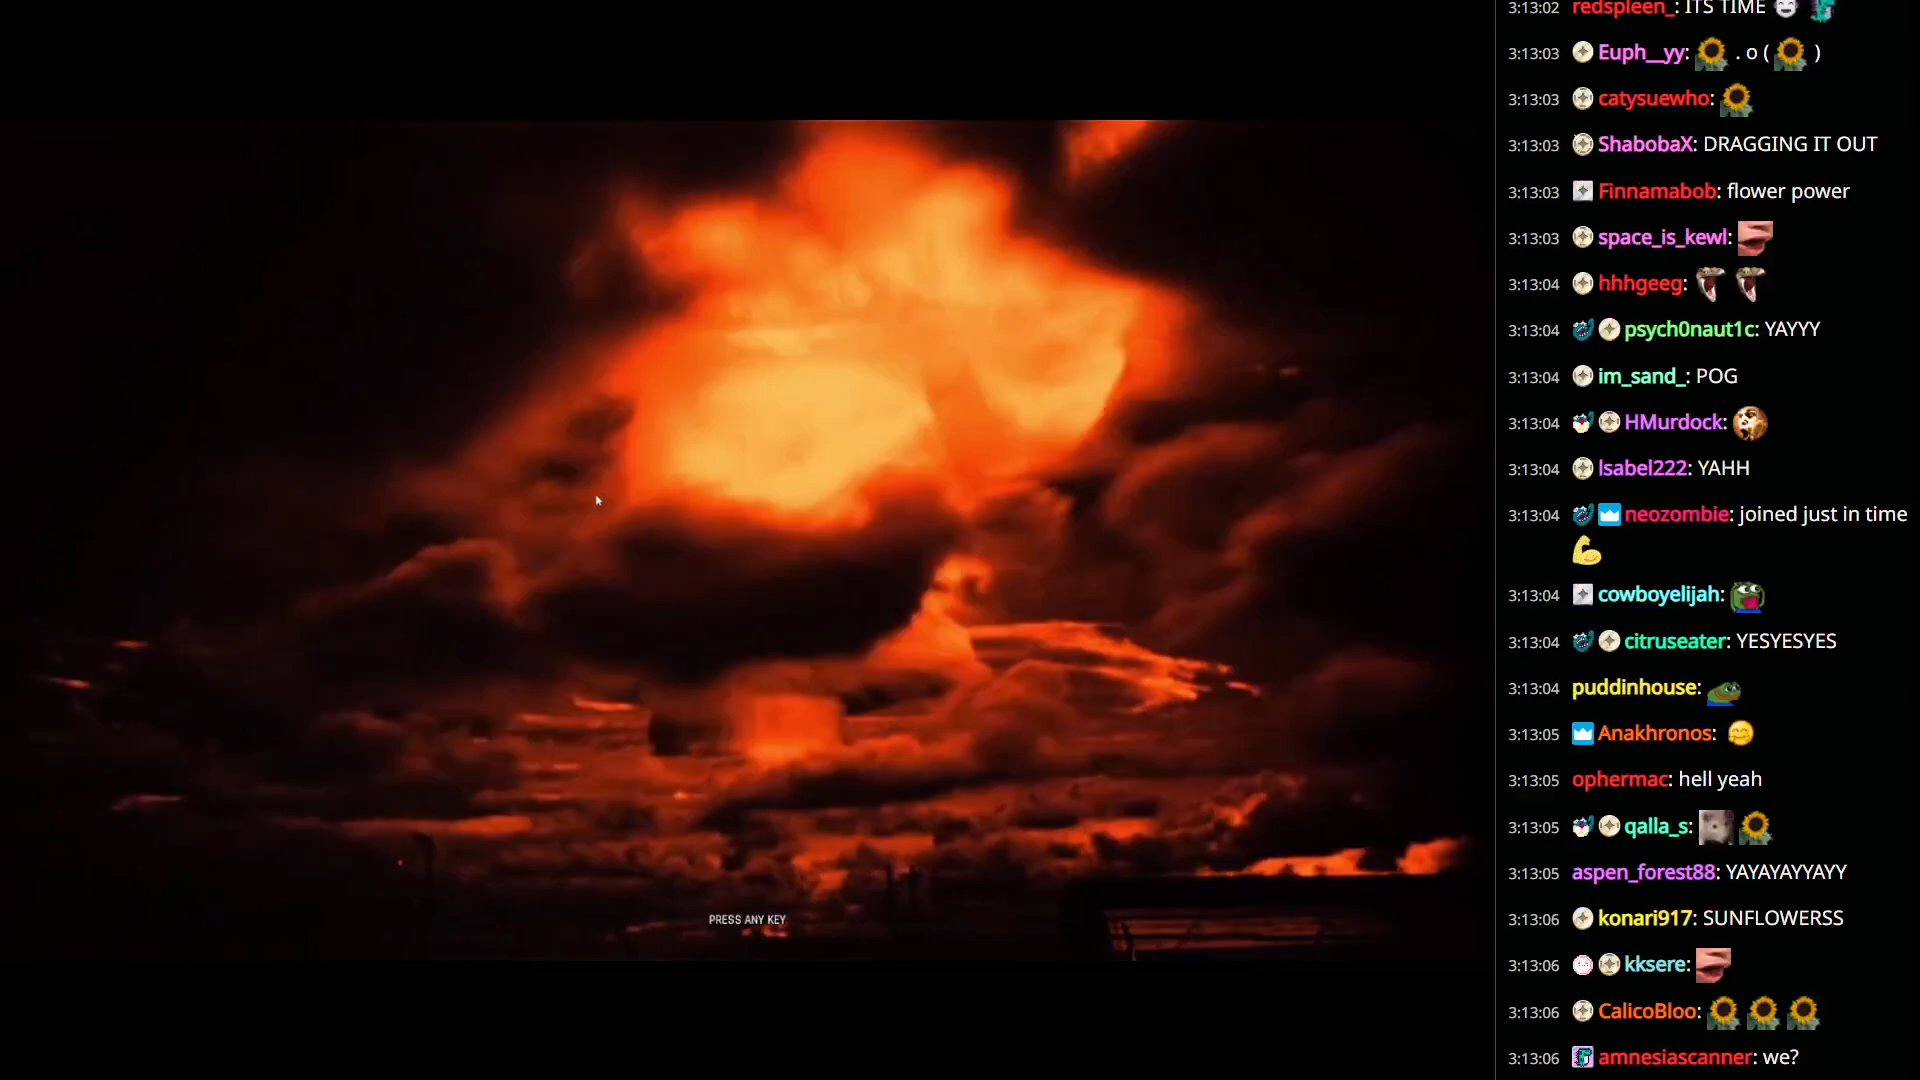 PRESS ANY KEY
3:13:02 redspleen_: ITS TIME
3:13:03 Euph__yy: . o ( )
3:13:03 catysuewho:
3:13:03 ShabobaX: DRAGGING IT OUT
3:13:03 Finnamabob: flower power
3:13:03 space_is_kewl:
3:13:04 hhhgeeg:
3:13:04 psych0naut1c: YAYYY
3:13:04 im_sand_: POG
3:13:04 HMurdock:
3:13:04 lsabel222: YAHH
3:13:04 neozombie: joined just in time
3:13:04 cowboyelijah:
3:13:04 citruseater: YESYESYES
3:13:04 puddinhouse:
3:13:05 Anakhronos:
3:13:05 ophermac: hell yeah
3:13:05 qalla_s:
3:13:05 aspen_forest88: YAYAYAYYAYY
3:13:06 konari917: SUNFLOWERSS
3:13:06 kksere:
3:13:06 CalicoBloo:
3:13:06 amnesiascanner: we?